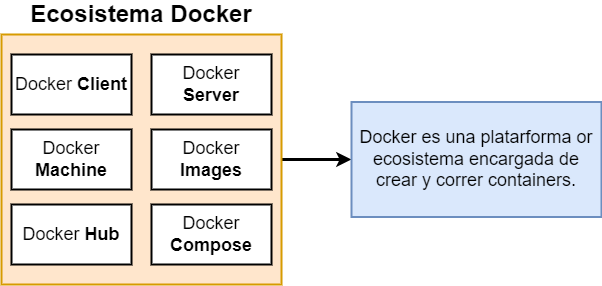 Ecosistema Docker
Docker Client
Docker
Server
Docker
Machine
Docker
Images
Docker Hub
Docker
Compose
Docker es una platarforma or
ecosistema encargada de
crear y correr containers.